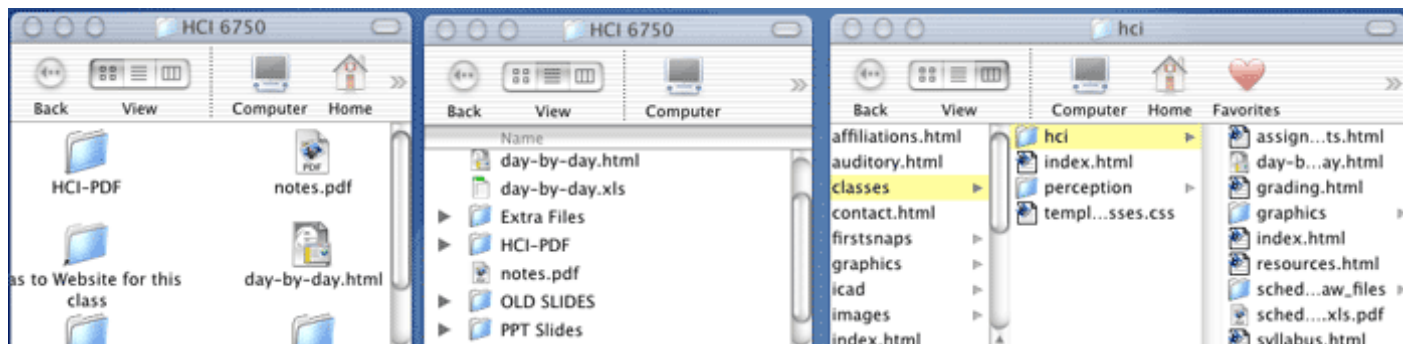 HCI 6750
Back View Computer Home
HCI-PDF
PDF
notes.pdf
as to Website for this
class
day-by-day.html
HCI 6750
Back View Computer
Name
day-by-day.html
day-by-day.xls
Extra Files
HCI-PDF
notes.pdf
OLD SLIDES
PPT Slides
hci
Back View Computer Home Favorites
affiliations.html
auditory.html
classes
contact.html
firstsnaps
graphics
icad
images
index.html
hci
index.html
perception
templ...sses.css
assign...ts.html
day-b...ay.html
grading.html
graphics
index.html
resources.html
sched...aw_files
sched....xls.pdf
syllabus.html